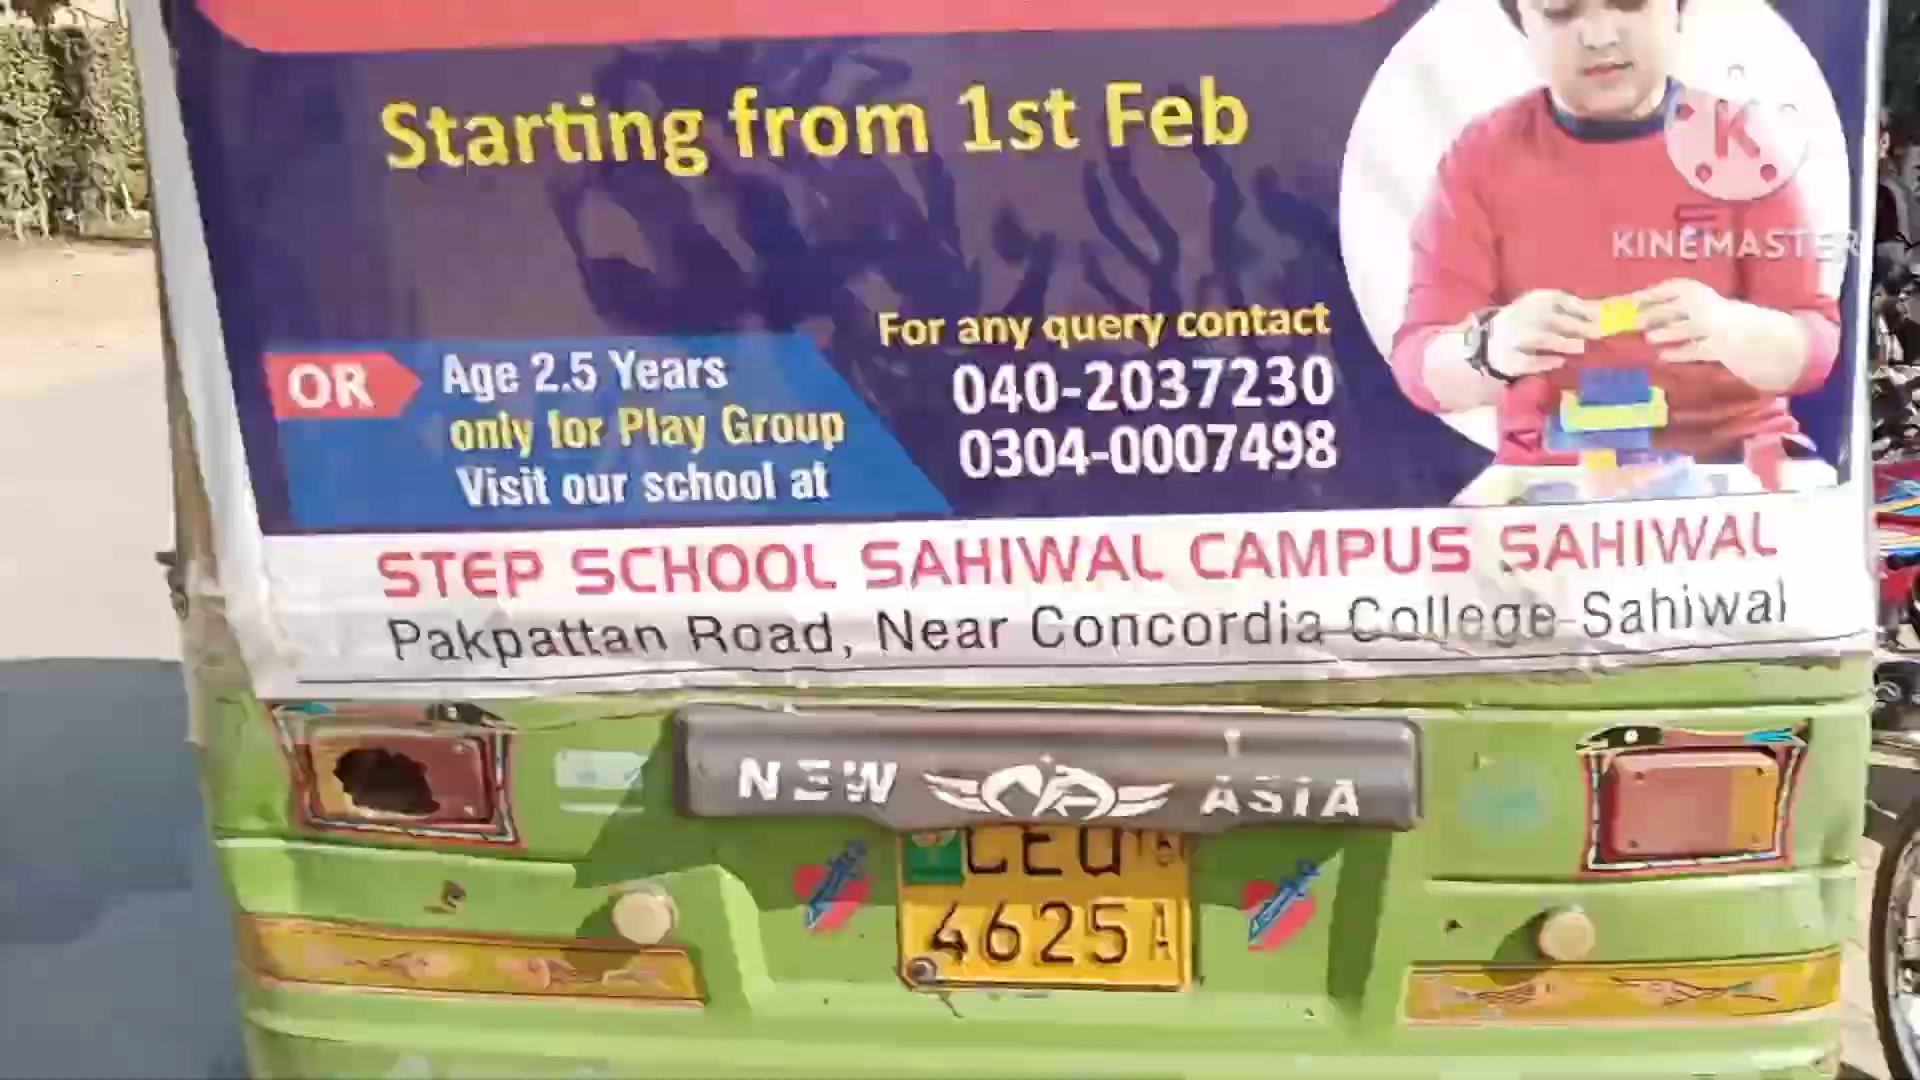 Starting from 1st Feb
For any query contact
040-2037230
0304-0007498
OR
Age 2.5 Years
only for Play Group
Visit our school at
STEP SCHOOL SAHIWAL CAMPUS SAHIWAL
Pakpattan Road, Near Concordia College Sahiwal
NEW ASIA
4625 A
KINEMASTER